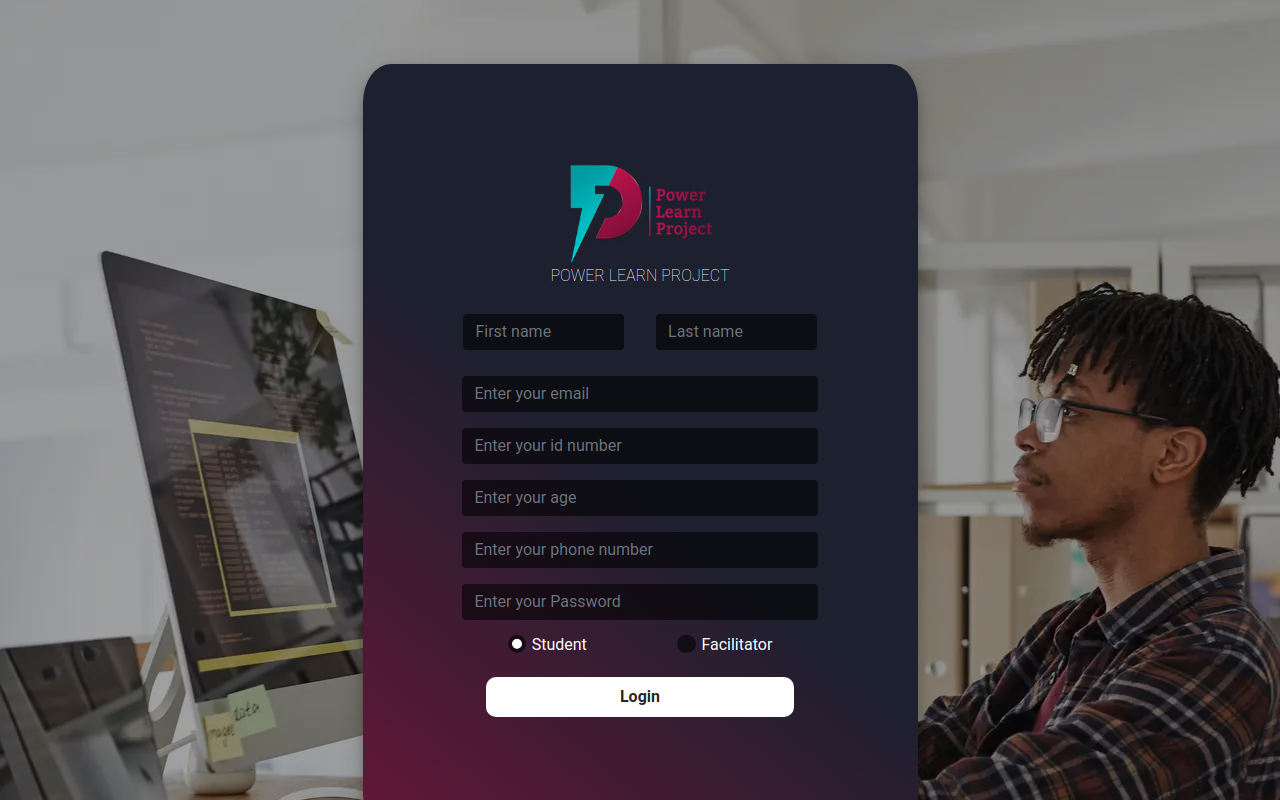 Power
Learn
Project
POWER LEARN PROJECT
First name
Last name
Enter your email
Enter your id number
Enter your age
Enter your phone number
Enter your Password
Student
Facilitator
Login
data